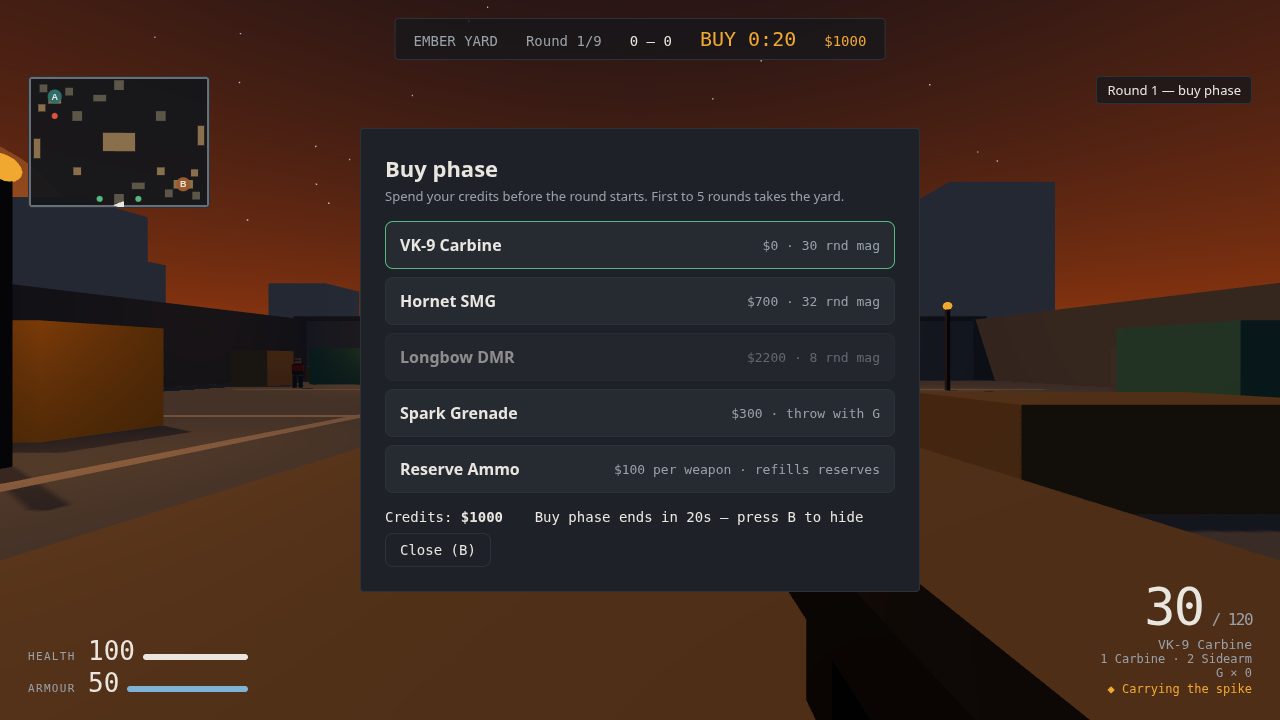 EMBER YARD Round 1/9 0 — 0 BUY 0:20 $1000
A
B
Round 1 — buy phase
Buy phase
Spend your credits before the round starts. First to 5 rounds takes the yard.
VK-9 Carbine $0 · 30 rnd mag
Hornet SMG $700 · 32 rnd mag
Longbow DMR $2200 · 8 rnd mag
Spark Grenade $300 · throw with G
Reserve Ammo $100 per weapon · refills reserves
Credits: $1000 Buy phase ends in 20s — press B to hide
Close (B)
HEALTH 100
ARMOUR 50
30 / 120
VK-9 Carbine
1 Carbine · 2 Sidearm
G × 0
◆ Carrying the spike